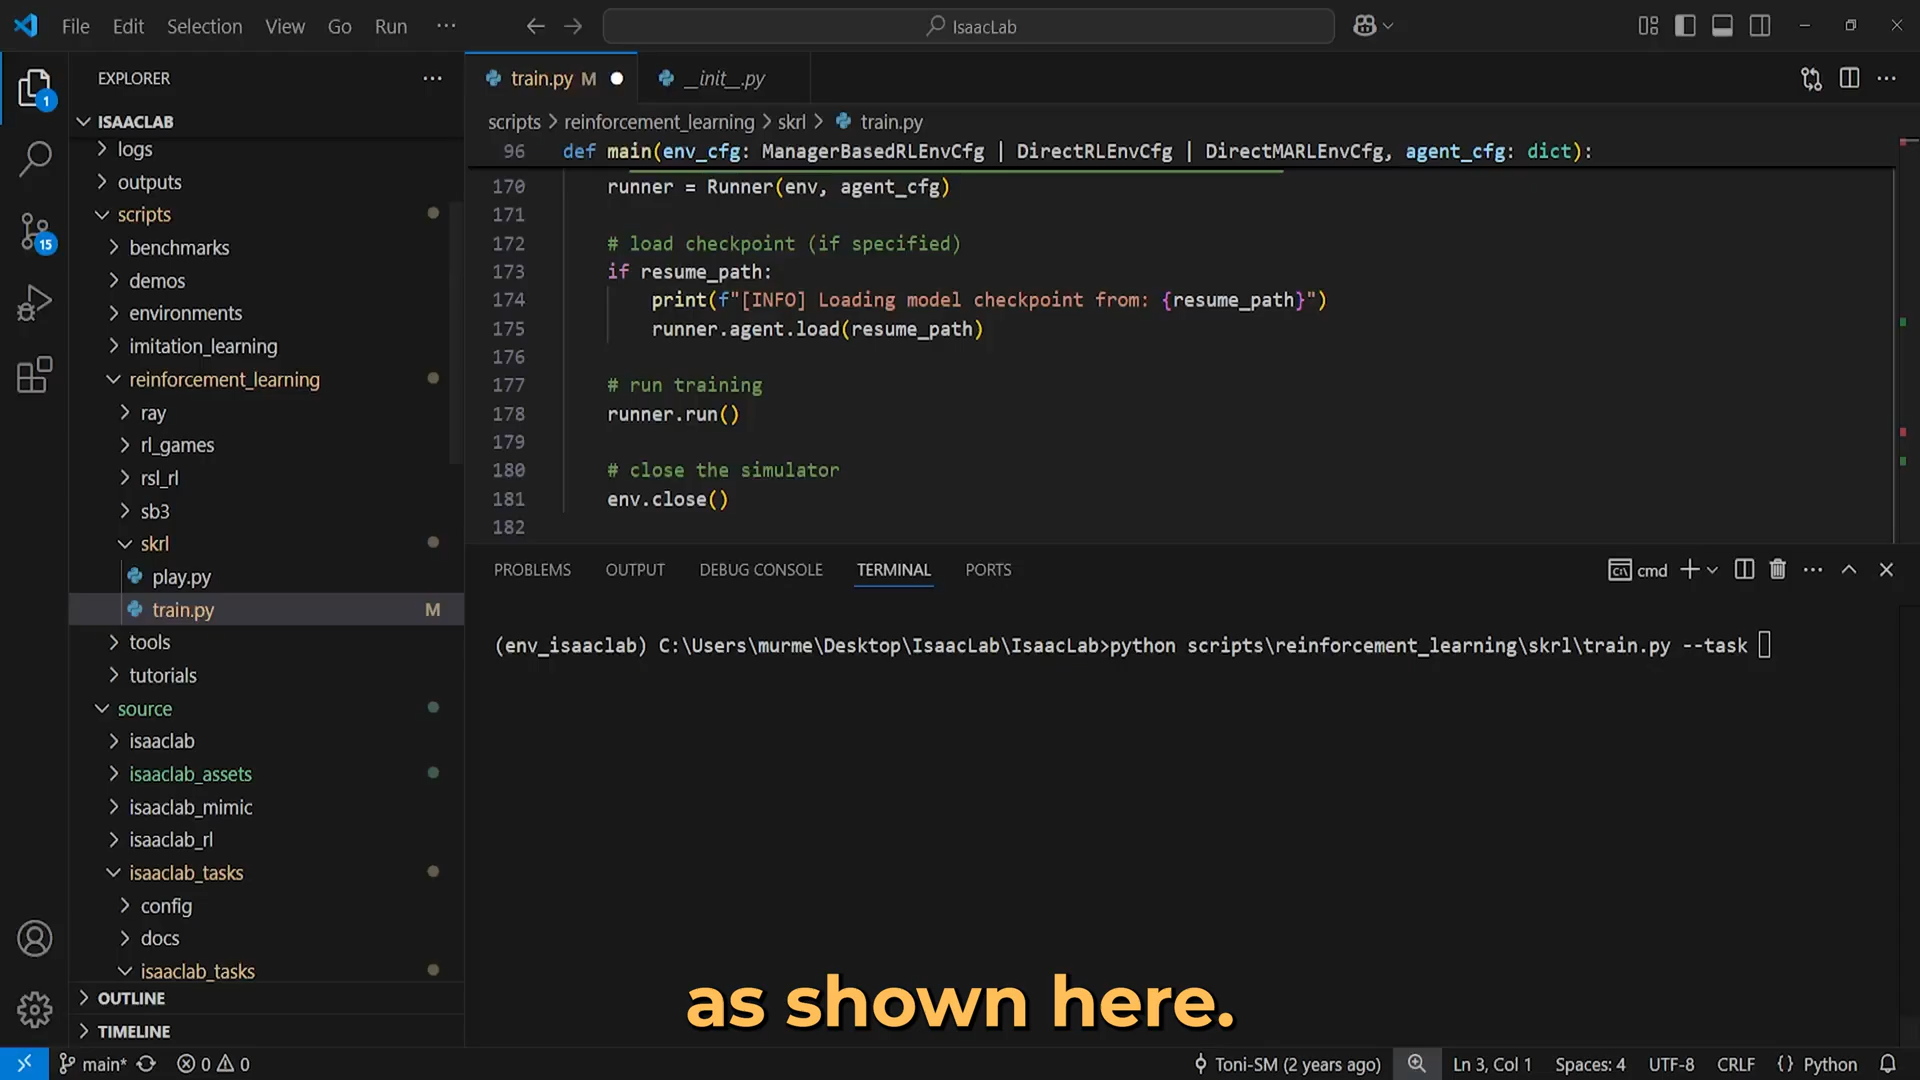 File Edit Selection View Go Run ··· IsaacLab
EXPLORER ···
train.py M
__init__.py
1
ISAACLAB
scripts > reinforcement_learning > skrl > train.py
logs
96 def main(env_cfg: ManagerBasedRLEnvCfg | DirectRLEnvCfg | DirectMARLEnvCfg, agent_cfg: dict):
outputs
170 runner = Runner(env, agent_cfg)
scripts
171
15
benchmarks
172 # load checkpoint (if specified)
demos
173 if resume_path:
environments
174 print(f"[INFO] Loading model checkpoint from: {resume_path}")
imitation_learning
175 runner.agent.load(resume_path)
176
reinforcement_learning
177 # run training
ray
178 runner.run()
rl_games
179
rsl_rl
180 # close the simulator
sb3
181 env.close()
skrl
182
play.py
PROBLEMS OUTPUT DEBUG CONSOLE TERMINAL PORTS cmd
train.py M
tools
(env_isaaclab) C:\Users\murme\Desktop\IsaacLab\IsaacLab>python scripts\reinforcement_learning\skrl\train.py --task
tutorials
source
isaaclab
isaaclab_assets
isaaclab_mimic
isaaclab_rl
isaaclab_tasks
config
docs
isaaclab_tasks
OUTLINE
TIMELINE
as shown here.
main* 0 0 Toni-SM (2 years ago) Ln 3, Col 1 Spaces: 4 UTF-8 CRLF {} Python